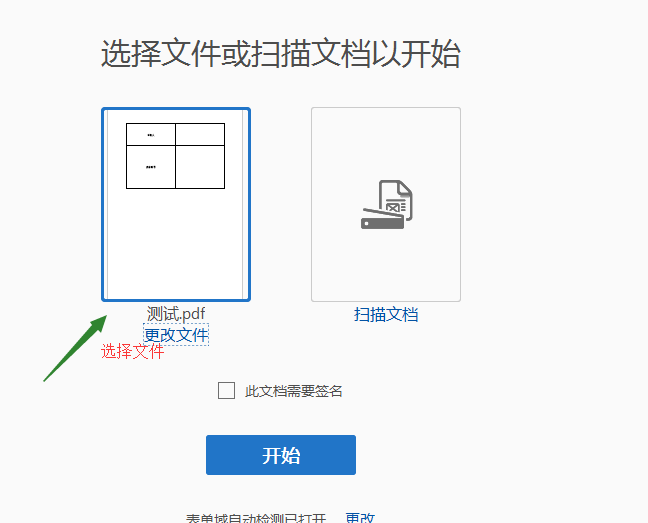 选择文件或扫描文档以开始
测试.pdf
扫描文档
更改文件
选择文件
此文档需要签名
开始
表单域自动检测已打开 更改